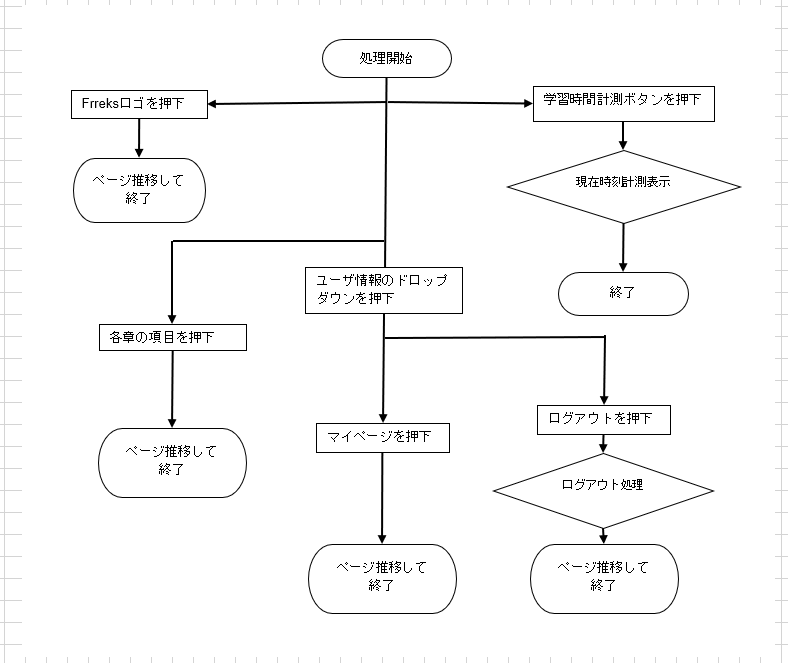 処理開始
Frreksロゴを押下
学習時間計測ボタンを押下
ページ推移して
終了
現在時刻計測表示
終了
ユーザ情報のドロップ
ダウンを押下
各章の項目を押下
ページ推移して
終了
マイページを押下
ログアウトを押下
ログアウト処理
ページ推移して
終了
ページ推移して
終了